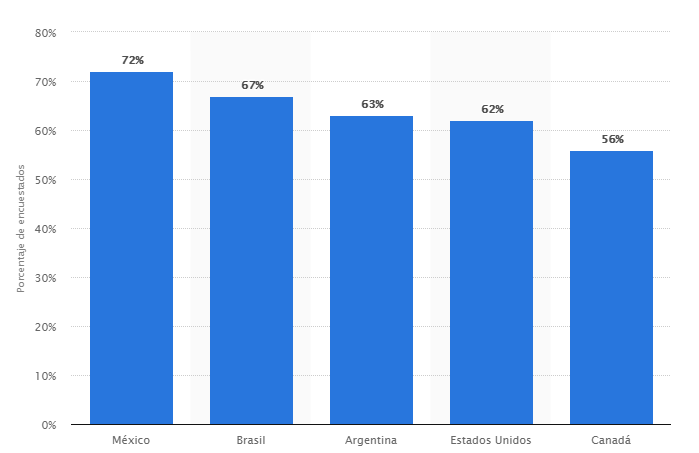 80%
70%
60%
50%
40%
30%
20%
10%
0%
Porcentaje de encuestados
72%
67%
63%
62%
56%
México
Brasil
Argentina
Estados Unidos
Canadá